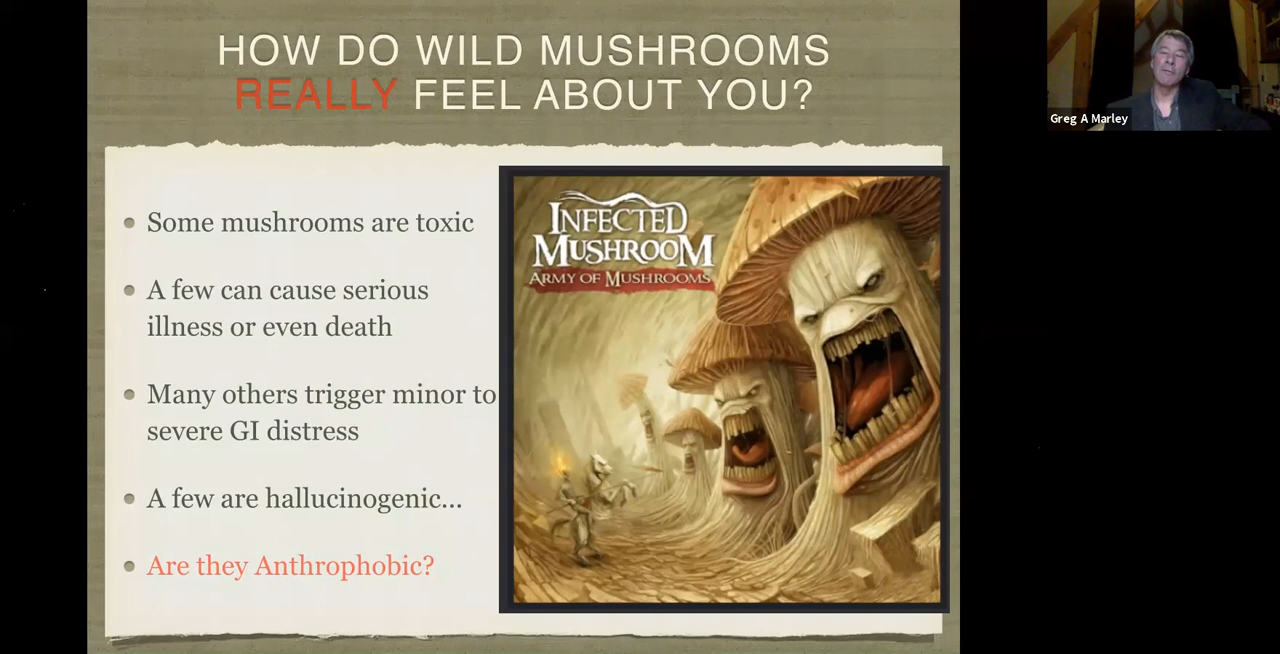 HOW DO WILD MUSHROOMS
REALLY FEEL ABOUT YOU?
Greg A Marley
Some mushrooms are toxic
A few can cause serious
illness or even death
Many others trigger minor to
severe GI distress
A few are hallucinogenic...
Are they Anthrophobic?
INFECTED
MUSHROOM
ARMY OF MUSHROOMS